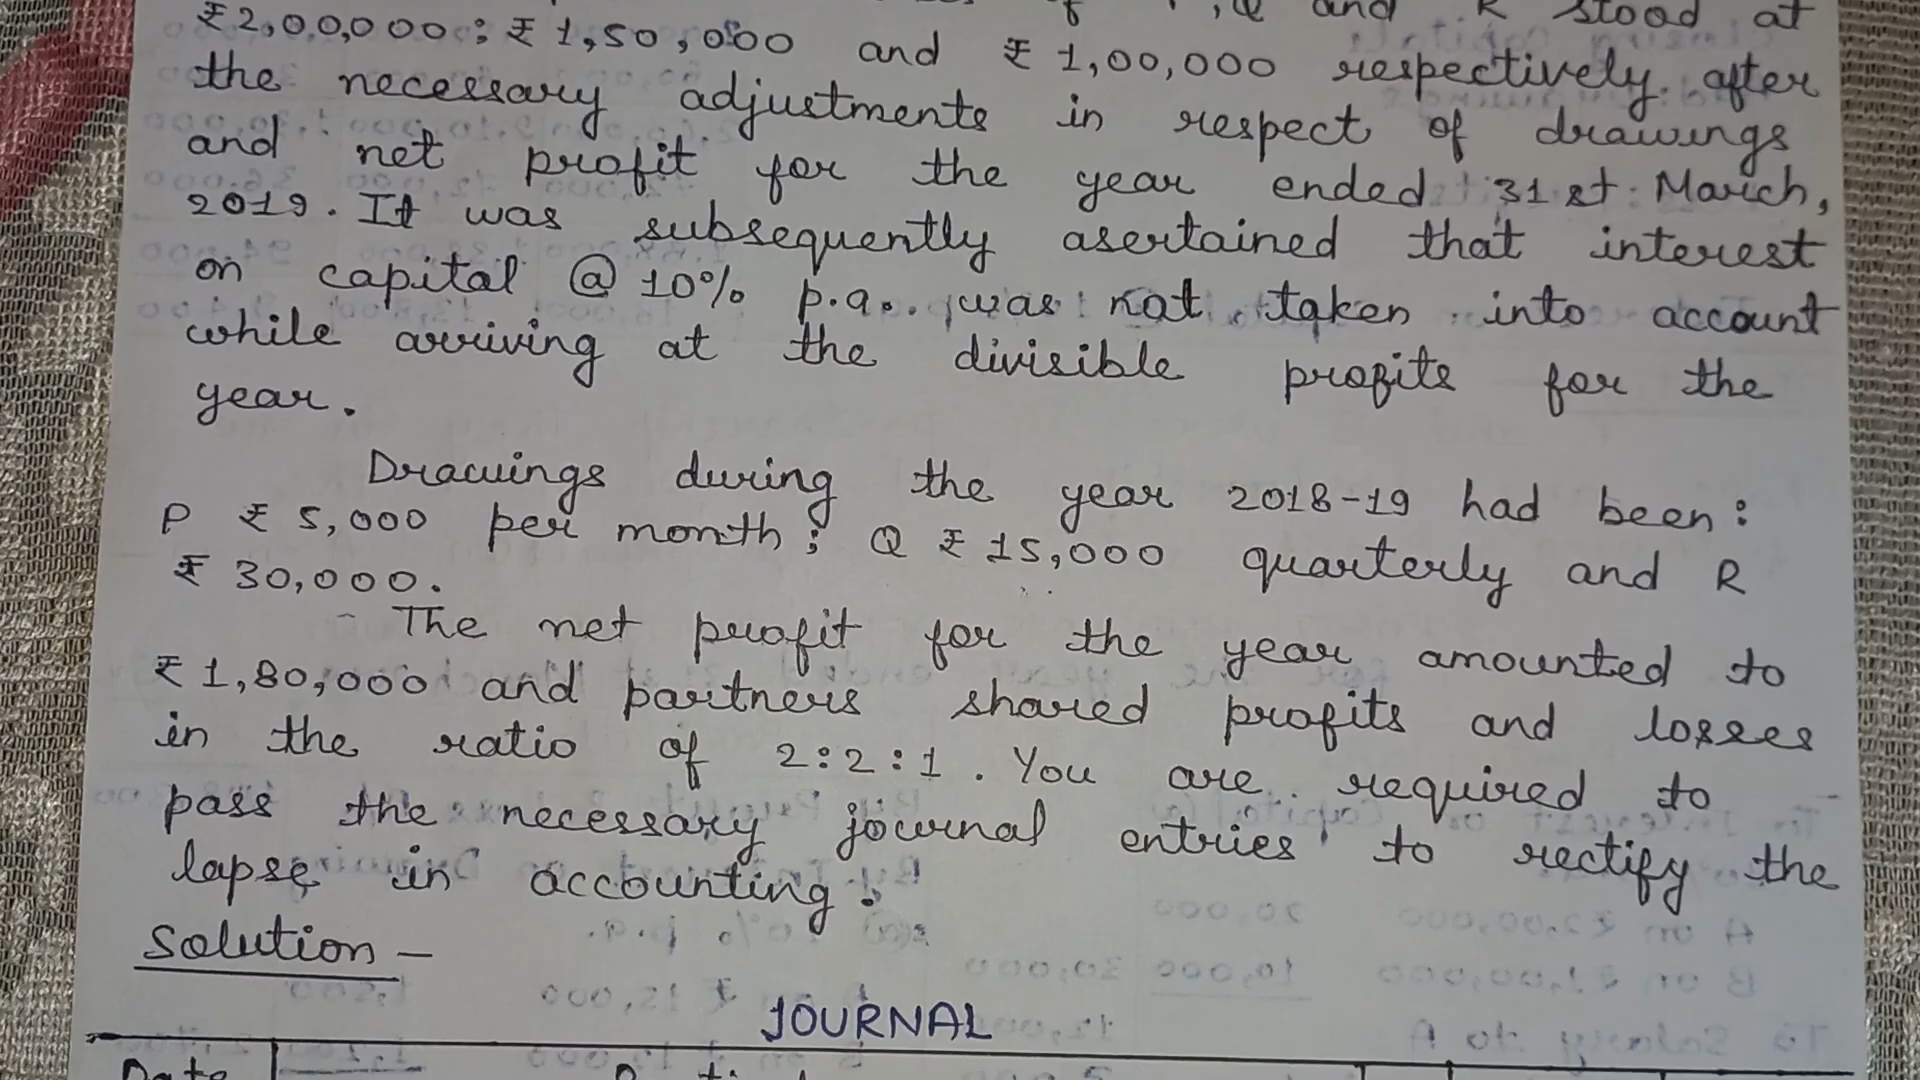 Q and R stood at
₹2,00,000; ₹1,50,000 and ₹1,00,000 respectively. after
the necessary adjustments in respect of drawings
and net profit for the year ended 31st March,
2019. It was subsequently asertained that interest
on capital @ 10% p.a. was not taken into account
while arriving at the divisible profits for the
year.
Drawings during the year 2018-19 had been:
P ₹5,000 per month; Q ₹15,000 quarterly and R
₹30,000.
The net profit for the year amounted to
₹1,80,000 and partners shared profits and losses
in the ratio of 2:2:1. You are required to
pass the necessary journal entries to rectify the
lapse in accounting:
Solution -
JOURNAL
Date